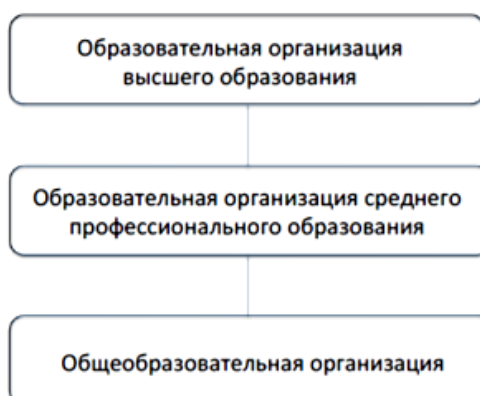 Образовательная организация
высшего образования
Образовательная организация среднего
профессионального образования
Общеобразовательная организация